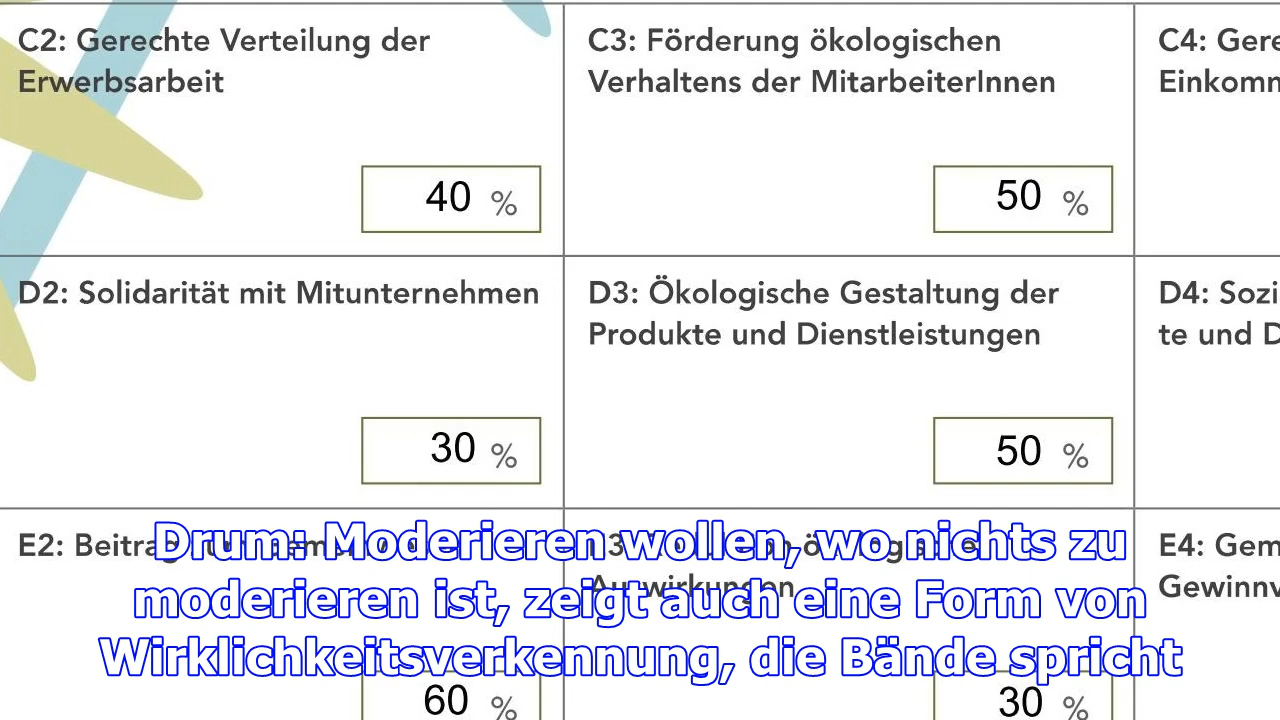 C2: Gerechte Verteilung der
Erwerbsarbeit
40 %
C3: Förderung ökologischen
Verhaltens der MitarbeiterInnen
50 %
C4: Gere
Einkomm
D2: Solidarität mit Mitunternehmen
30 %
D3: Ökologische Gestaltung der
Produkte und Dienstleistungen
50 %
D4: Sozi
te und D
E2: Beitrag
Auswirkungen
E4: Gem
Gewinnv
Drum: Moderieren wollen, wo nichts zu
moderieren ist, zeigt auch eine Form von
Wirklichkeitsverkennung, die Bände spricht
60 %
30 %